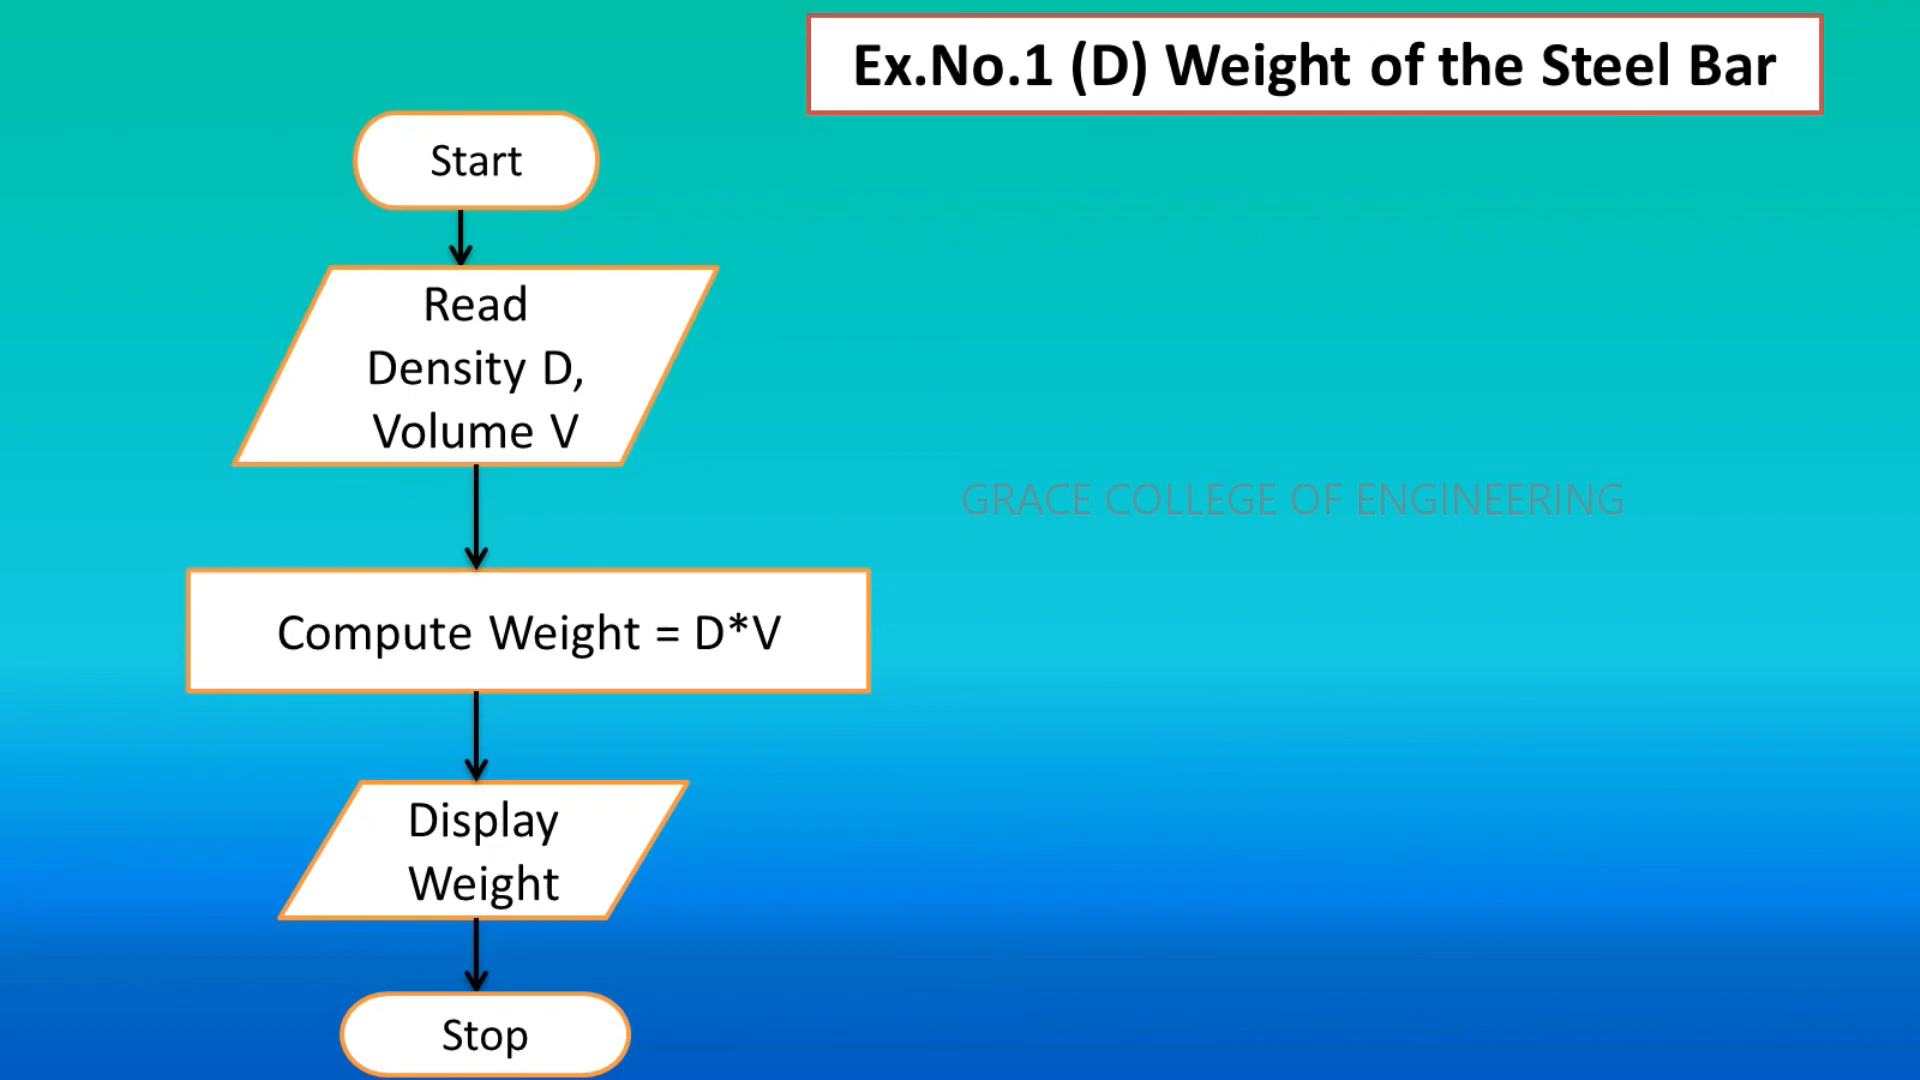 Ex.No.1 (D) Weight of the Steel Bar
Start
Read
Density D,
Volume V
GRACE COLLEGE OF ENGINEERING
Compute Weight = D*V
Display
Weight
Stop